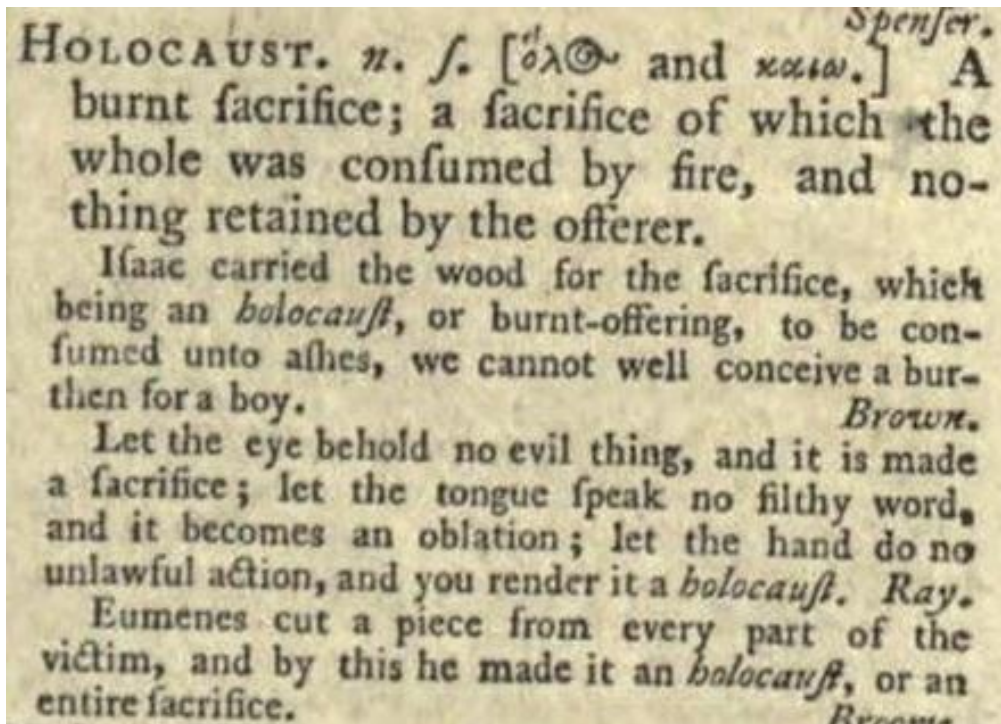 Spenſer.
HOLOCAUST. n. ſ. [ὅλος and καιω.] A
burnt ſacrifice; a ſacrifice of which the
whole was conſumed by fire, and no-
thing retained by the offerer.
Iſaac carried the wood for the ſacrifice, which
being an holocauſt, or burnt-offering, to be con-
ſumed unto aſhes, we cannot well conceive a bur-
then for a boy. Brown.
Let the eye behold no evil thing, and it is made
a ſacrifice; let the tongue ſpeak no filthy word,
and it becomes an oblation; let the hand do no
unlawful action, and you render it a holocauſt. Ray.
Eumenes cut a piece from every part of the
victim, and by this he made it an holocauſt, or an
entire ſacrifice. Broome.